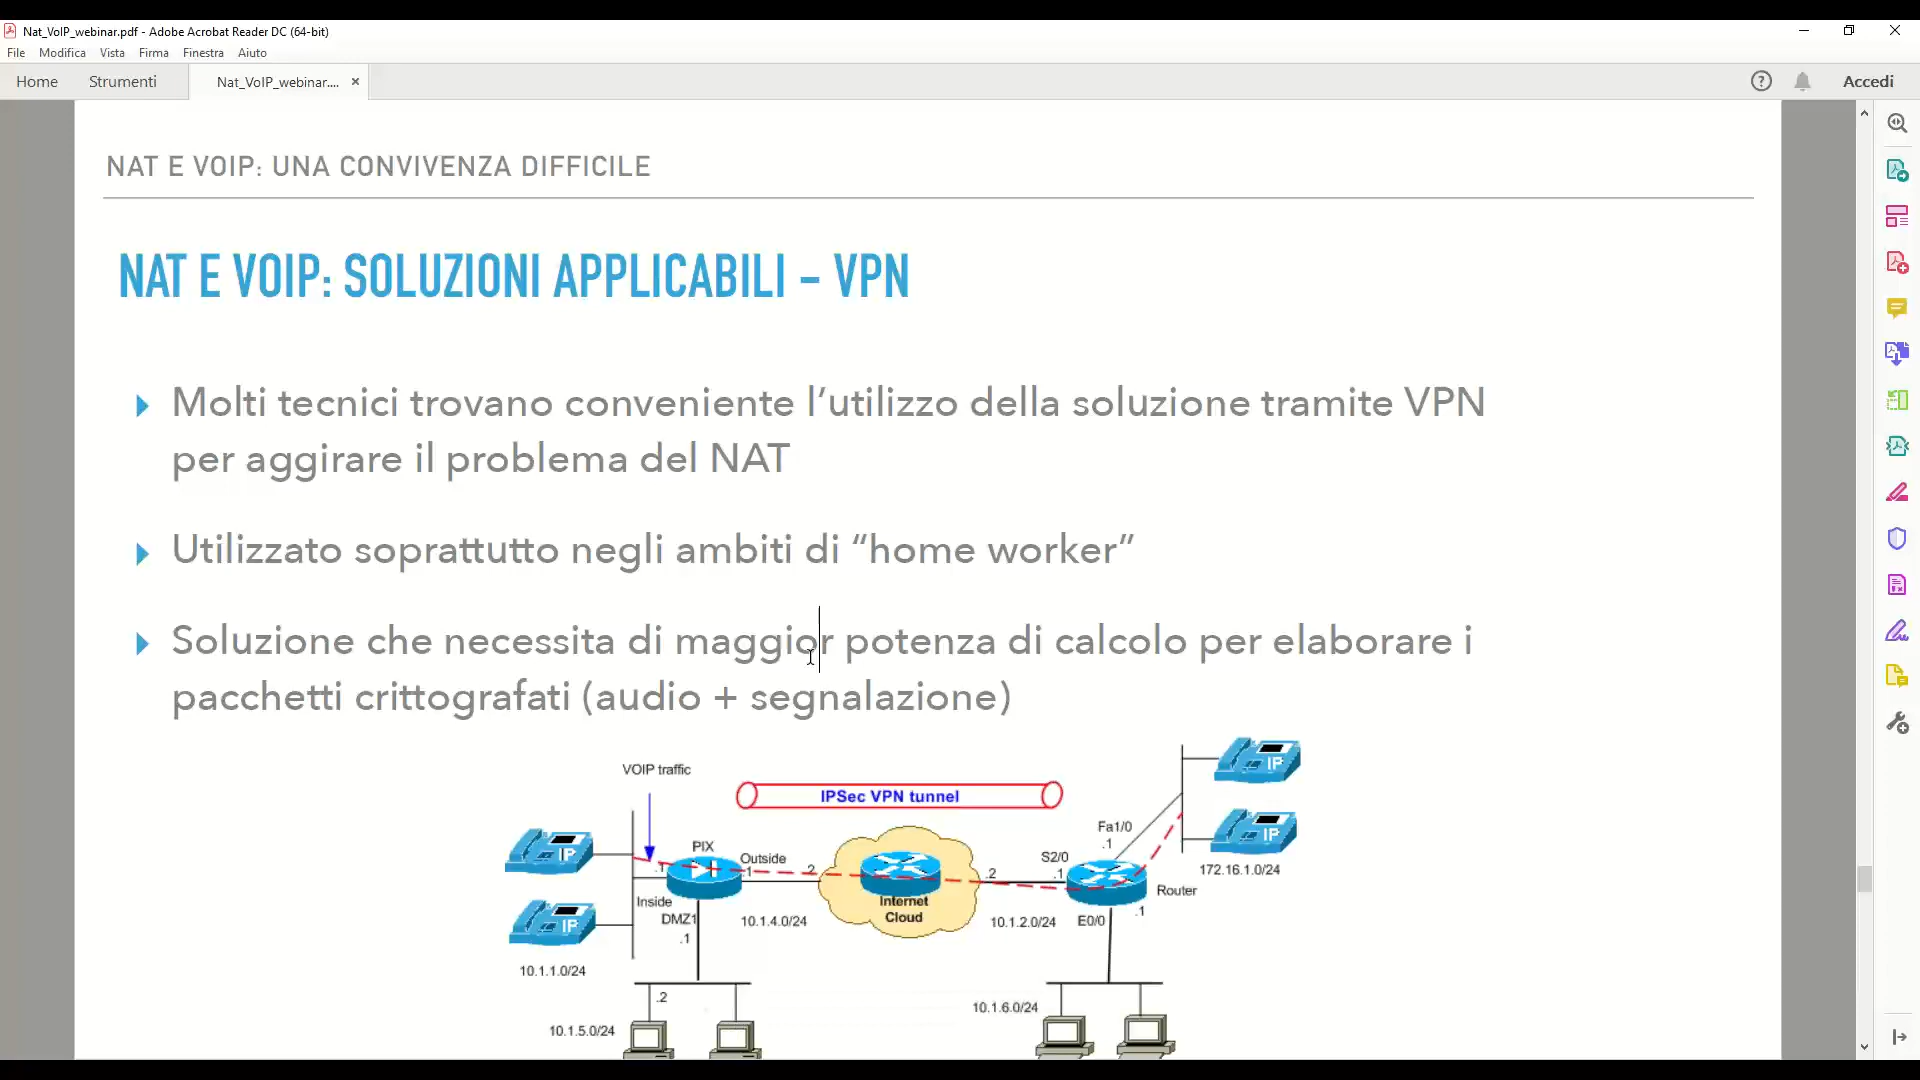 Nat_VoIP_webinar.pdf - Adobe Acrobat Reader DC (64-bit)
File Modifica Vista Firma Finestra Aiuto
Home Strumenti Nat_VoIP_webinar.... × Accedi
NAT E VOIP: UNA CONVIVENZA DIFFICILE
NAT E VOIP: SOLUZIONI APPLICABILI – VPN
Molti tecnici trovano conveniente l’utilizzo della soluzione tramite VPN
per aggirare il problema del NAT
Utilizzato soprattutto negli ambiti di “home worker”
Soluzione che necessita di maggior potenza di calcolo per elaborare i
pacchetti crittografati (audio + segnalazione)
VOIP traffic
IPSec VPN tunnel
IP
IP
172.16.1.0/24
Fa1/0
.1
S2/0
.1
Router
.1
E0/0
PIX
Outside
.1
.2
.2
.1
Inside
DMZ1
.1
10.1.4.0/24
Internet
Cloud
10.1.2.0/24
IP
IP
10.1.1.0/24
.2
10.1.5.0/24
10.1.6.0/24